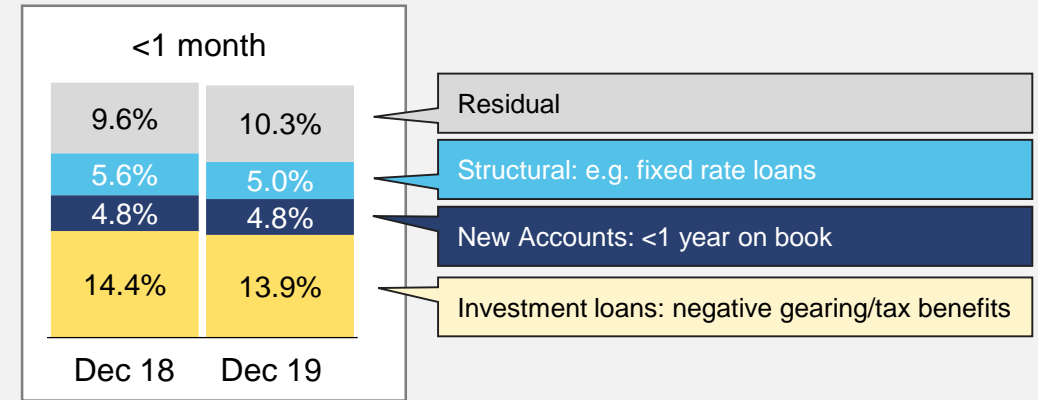 <1 month
9.6%
10.3%
5.6%
5.0%
4.8%
4.8%
14.4%
13.9%
Dec 18
Dec 19
Residual
Structural: e.g. fixed rate loans
New Accounts: <1 year on book
Investment loans: negative gearing/tax benefits